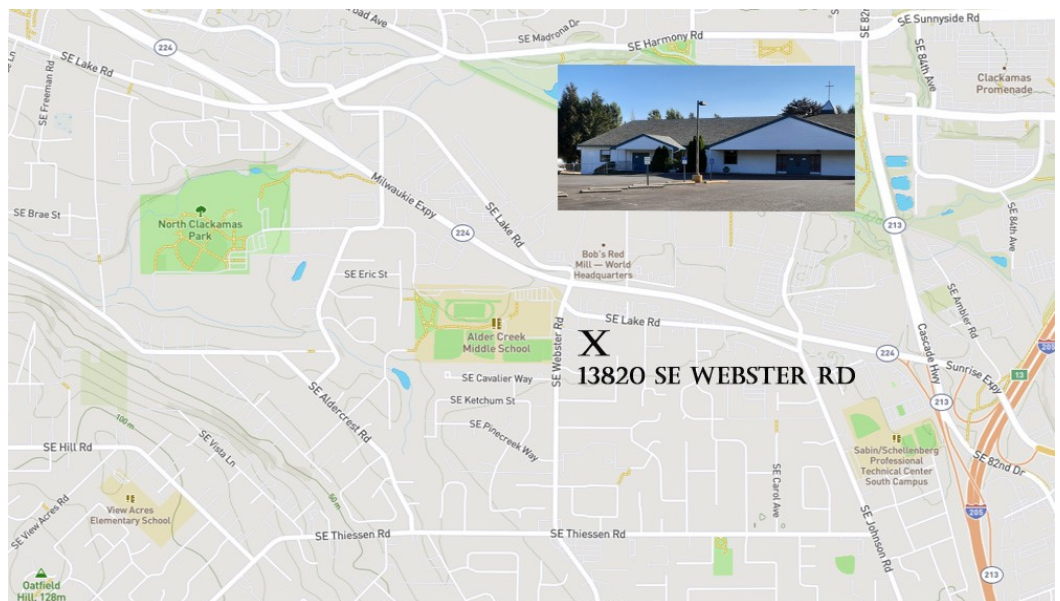 oad Ave
SE Madrona Dr
SE Harmony Rd
SE 82nd
SE Sunnyside Rd
SE 84th Ave
Clackamas
Promenade
224
SE Lake Rd
SE Freeman Rd
North Clackamas
Park
SE Brae St
Milwaukie Expy
224
SE Lake Rd
213
SE 84th Ave
Bob's Red
Mill — World
Headquarters
SE Eric St
SE Ambler Rd
Alder Creek
Middle School
SE Webster Rd
SE Lake Rd
X
13820 SE WEBSTER RD
224
Cascade Hwy
Sunrise Expy
205
13
213
SE Cavalier Way
SE Ketchum St
SE Pinecreek Way
SE Aldercrest Rd
100 m
SE Hill Rd
SE Vista Ln
50 m
SE Carol Ave
Sabin/Schellenberg
Professional
Technical Center
South Campus
SE 82nd Dr
205
View Acres
Elementary School
SE View Acres Rd
SE Thiessen Rd
SE Thiessen Rd
SE Johnson Rd
213
Oatfield
Hill, 128m